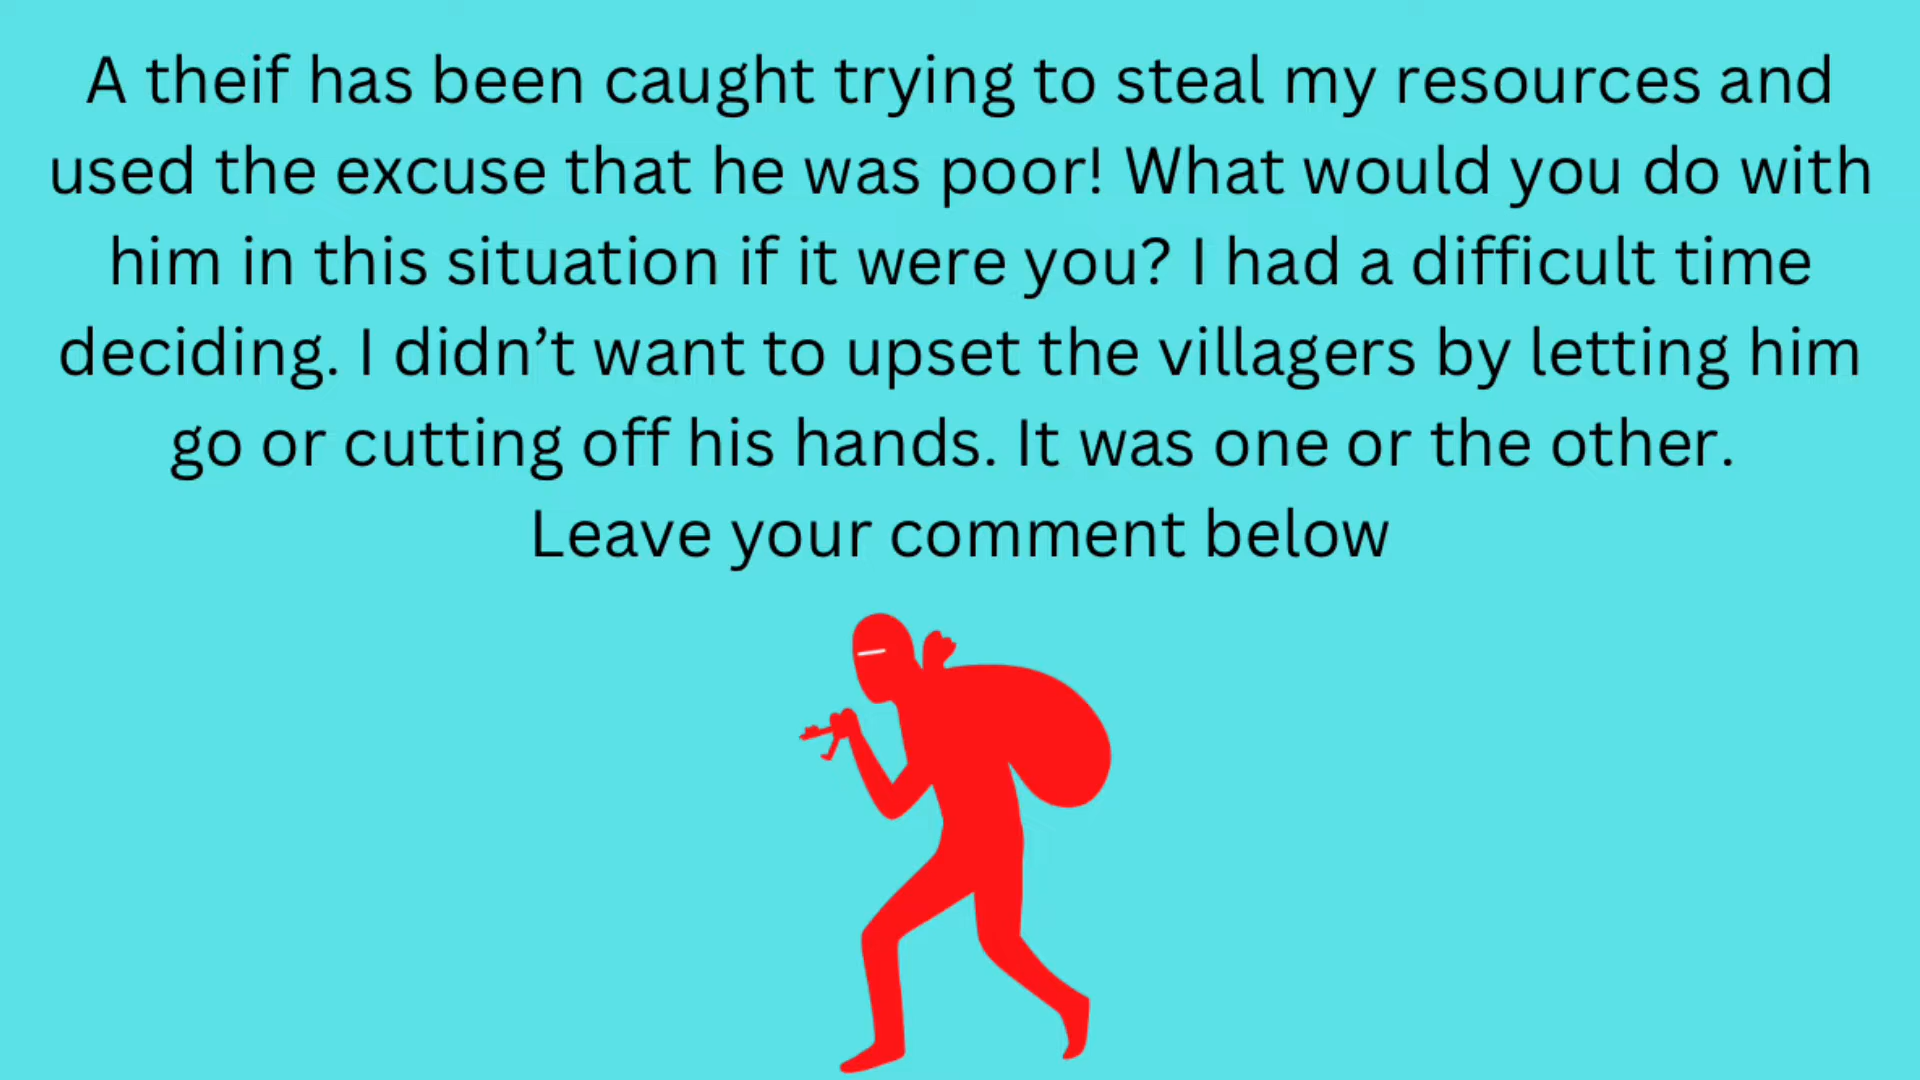 A theif has been caught trying to steal my resources and
used the excuse that he was poor! What would you do with
him in this situation if it were you? I had a difficult time
deciding. I didn’t want to upset the villagers by letting him
go or cutting off his hands. It was one or the other.
Leave your comment below